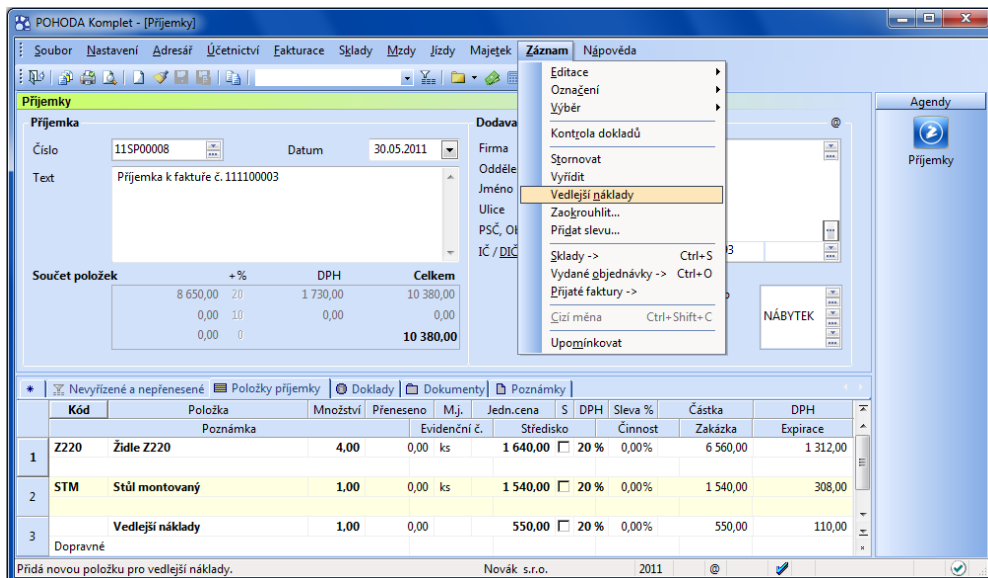 POHODA Komplet - [Příjemky]
Soubor Nastavení Adresář Účetnictví Fakturace Sklady Mzdy Jízdy Majetek Záznam Nápověda
Příjemky
Agendy
Příjemky
Příjemka
Číslo 11SP00008 Datum 30.05.2011
Text Příjemka k faktuře č. 111100003
Dodava
@
Firma
Odděle
Jméno
Ulice
PSČ, Ob
IČ / DIČ
Editace
Označení
Výběr
Kontrola dokladů
Stornovat
Vyřídit
Vedlejší náklady
Zaokrouhlit...
Přidat slevu...
Sklady -> Ctrl+S
Vydané objednávky -> Ctrl+O
Přijaté faktury ->
Cizí měna Ctrl+Shift+C
Upomínkovat
NÁBYTEK
Součet položek +% DPH Celkem
8 650,00 20 1 730,00 10 380,00
0,00 10 0,00 0,00
0,00 0 10 380,00
* Nevyřízené a nepřenesené Položky příjemky Doklady Dokumenty Poznámky
Kód Položka Množství Přeneseno M.j. Jedn.cena S DPH Sleva % Částka DPH
Poznámka Evidenční č. Středisko Činnost Zakázka Expirace
1 Z220 Židle Z220 4,00 0,00 ks 1 640,00 20 % 0,00% 6 560,00 1 312,00
2 STM Stůl montovaný 1,00 0,00 ks 1 540,00 20 % 0,00% 1 540,00 308,00
3 Vedlejší náklady 1,00 0,00 550,00 20 % 0,00% 550,00 110,00
Dopravné
Přidá novou položku pro vedlejší náklady. Novák s.r.o. 2011 @